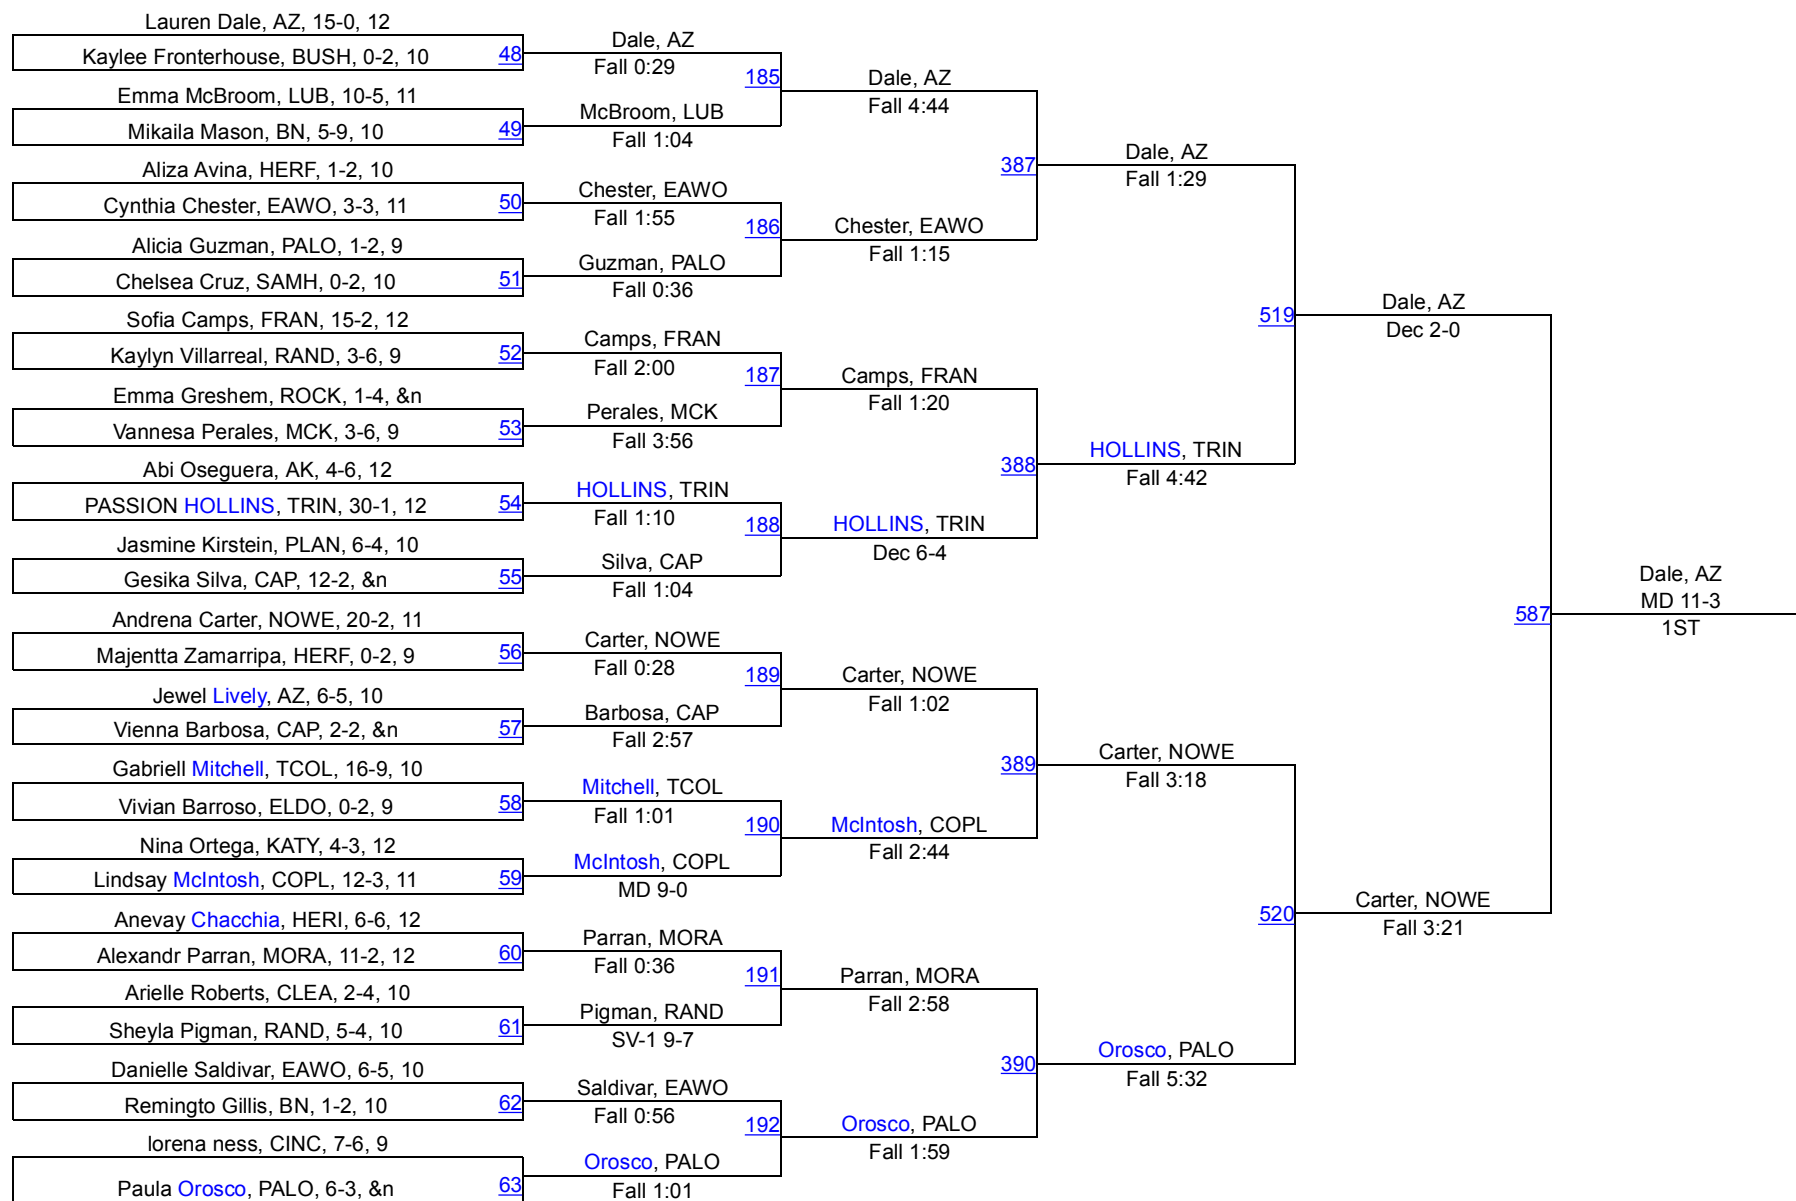 Lauren Dale, AZ, 15-0, 12
Kaylee Fronterhouse, BUSH, 0-2, 10
48
Emma McBroom, LUB, 10-5, 11
Mikaila Mason, BN, 5-9, 10
49
Aliza Avina, HERF, 1-2, 10
Cynthia Chester, EAWO, 3-3, 11
50
Alicia Guzman, PALO, 1-2, 9
Chelsea Cruz, SAMH, 0-2, 10
51
Sofia Camps, FRAN, 15-2, 12
Kaylyn Villarreal, RAND, 3-6, 9
52
Emma Greshem, ROCK, 1-4, &n
Vannesa Perales, MCK, 3-6, 9
53
Abi Oseguera, AK, 4-6, 12
PASSION HOLLINS, TRIN, 30-1, 12
54
Jasmine Kirstein, PLAN, 6-4, 10
Gesika Silva, CAP, 12-2, &n
55
Andrena Carter, NOWE, 20-2, 11
Majentta Zamarripa, HERF, 0-2, 9
56
Jewel Lively, AZ, 6-5, 10
Vienna Barbosa, CAP, 2-2, &n
57
Gabriell Mitchell, TCOL, 16-9, 10
Vivian Barroso, ELDO, 0-2, 9
58
Nina Ortega, KATY, 4-3, 12
Lindsay McIntosh, COPL, 12-3, 11
59
Anevay Chacchia, HERI, 6-6, 12
Alexandr Parran, MORA, 11-2, 12
60
Arielle Roberts, CLEA, 2-4, 10
Sheyla Pigman, RAND, 5-4, 10
61
Danielle Saldivar, EAWO, 6-5, 10
Remingto Gillis, BN, 1-2, 10
62
lorena ness, CINC, 7-6, 9
Paula Orosco, PALO, 6-3, &n
63
Dale, AZ
Fall 0:29
185
McBroom, LUB
Fall 1:04
Chester, EAWO
Fall 1:55
186
Guzman, PALO
Fall 0:36
Camps, FRAN
Fall 2:00
187
Perales, MCK
Fall 3:56
HOLLINS, TRIN
Fall 1:10
188
Silva, CAP
Fall 1:04
Carter, NOWE
Fall 0:28
189
Barbosa, CAP
Fall 2:57
Mitchell, TCOL
Fall 1:01
190
McIntosh, COPL
MD 9-0
Parran, MORA
Fall 0:36
191
Pigman, RAND
SV-1 9-7
Saldivar, EAWO
Fall 0:56
192
Orosco, PALO
Fall 1:01
Dale, AZ
Fall 4:44
387
Chester, EAWO
Fall 1:15
Camps, FRAN
Fall 1:20
388
HOLLINS, TRIN
Dec 6-4
Carter, NOWE
Fall 1:02
389
McIntosh, COPL
Fall 2:44
Parran, MORA
Fall 2:58
390
Orosco, PALO
Fall 1:59
Dale, AZ
Fall 1:29
519
HOLLINS, TRIN
Fall 4:42
Carter, NOWE
Fall 3:18
520
Orosco, PALO
Fall 5:32
Dale, AZ
Dec 2-0
587
Carter, NOWE
Fall 3:21
Dale, AZ
MD 11-3
1ST